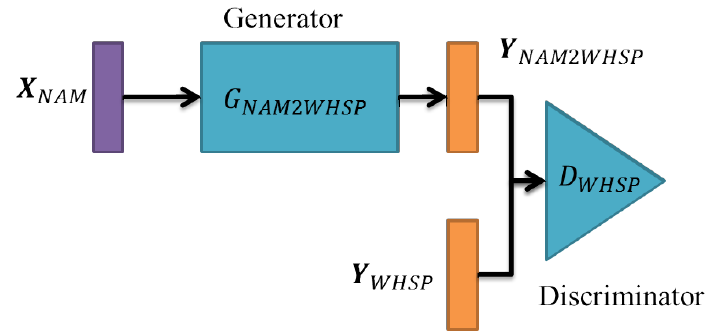 Generator
X_NAM
G_NAM2WHSP
Y_NAM2WHSP
D_WHSP
Y_WHSP
Discriminator